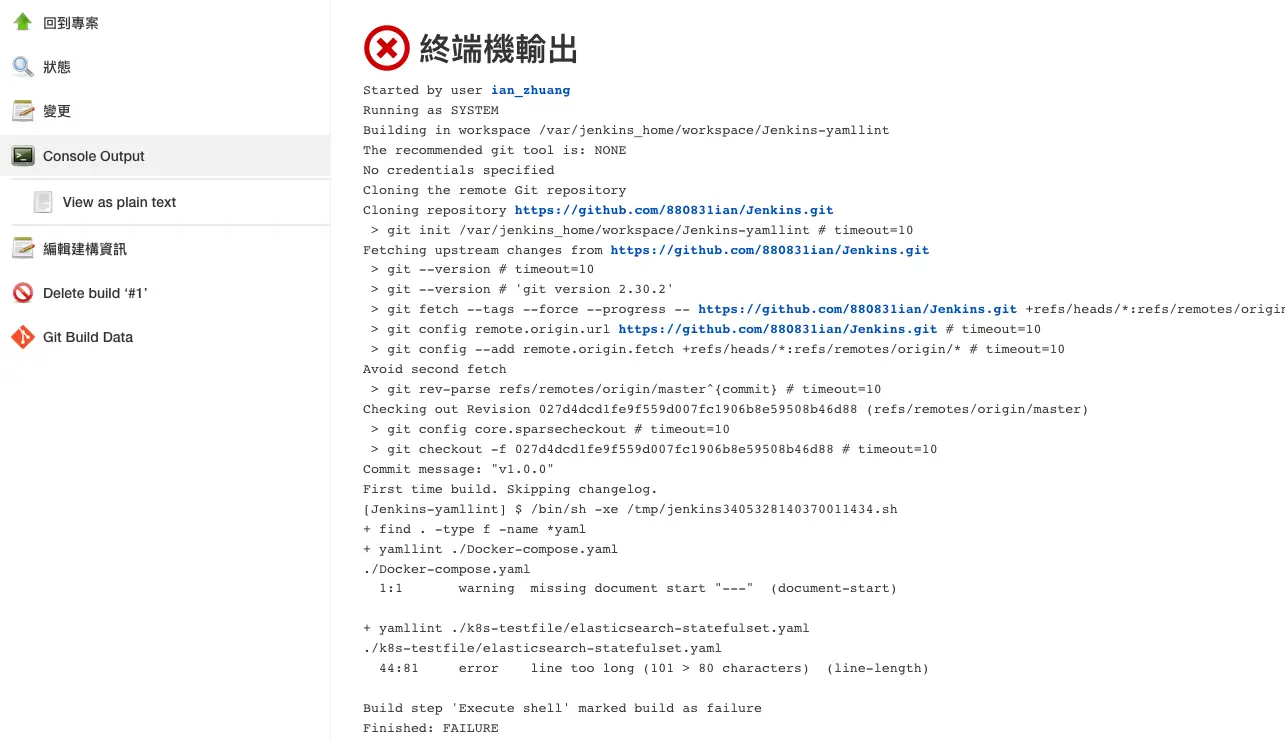 回到專案
狀態
變更
Console Output
View as plain text
編輯建構資訊
Delete build ‘#1’
Git Build Data
終端機輸出
Started by user ian_zhuang
Running as SYSTEM
Building in workspace /var/jenkins_home/workspace/Jenkins-yamllint
The recommended git tool is: NONE
No credentials specified
Cloning the remote Git repository
Cloning repository https://github.com/880831ian/Jenkins.git
 > git init /var/jenkins_home/workspace/Jenkins-yamllint # timeout=10
Fetching upstream changes from https://github.com/880831ian/Jenkins.git
 > git --version # timeout=10
 > git --version # 'git version 2.30.2'
 > git fetch --tags --force --progress -- https://github.com/880831ian/Jenkins.git +refs/heads/*:refs/remotes/origin
 > git config remote.origin.url https://github.com/880831ian/Jenkins.git # timeout=10
 > git config --add remote.origin.fetch +refs/heads/*:refs/remotes/origin/* # timeout=10
Avoid second fetch
 > git rev-parse refs/remotes/origin/master^{commit} # timeout=10
Checking out Revision 027d4dcd1fe9f559d007fc1906b8e59508b46d88 (refs/remotes/origin/master)
 > git config core.sparsecheckout # timeout=10
 > git checkout -f 027d4dcd1fe9f559d007fc1906b8e59508b46d88 # timeout=10
Commit message: "v1.0.0"
First time build. Skipping changelog.
[Jenkins-yamllint] $ /bin/sh -xe /tmp/jenkins3405328140370011434.sh
+ find . -type f -name *yaml
+ yamllint ./Docker-compose.yaml
./Docker-compose.yaml
  1:1       warning  missing document start "---"  (document-start)
+ yamllint ./k8s-testfile/elasticsearch-statefulset.yaml
./k8s-testfile/elasticsearch-statefulset.yaml
  44:81     error    line too long (101 > 80 characters)  (line-length)
Build step 'Execute shell' marked build as failure
Finished: FAILURE